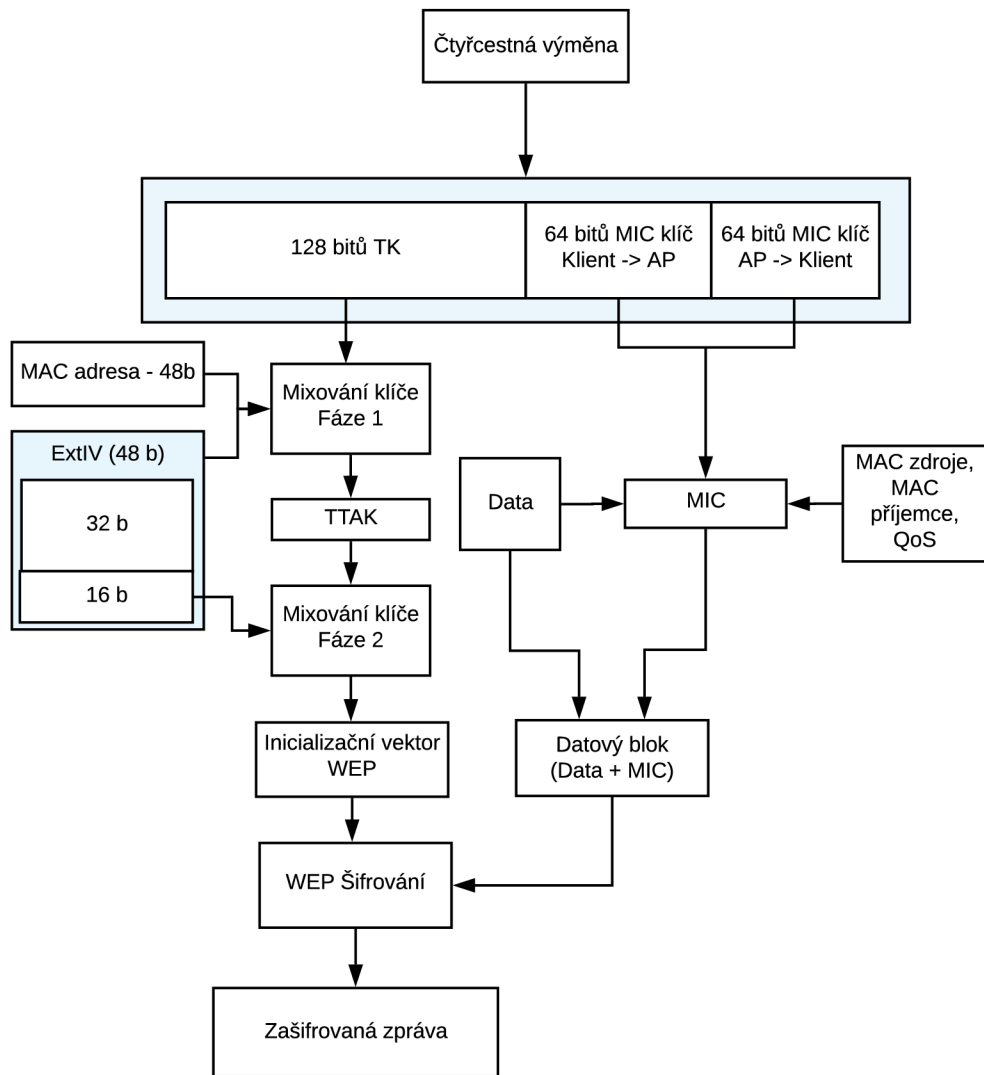 Čtyřcestná výměna
128 bitů TK
64 bitů MIC klíč
Klient -> AP
64 bitů MIC klíč
AP -> Klient
MAC adresa - 48b
Mixování klíče
Fáze 1
ExtIV (48 b)
32 b
16 b
TTAK
Data
MIC
MAC zdroje,
MAC
příjemce,
QoS
Mixování klíče
Fáze 2
Inicializační vektor
WEP
Datový blok
(Data + MIC)
WEP Šifrování
Zašifrovaná zpráva